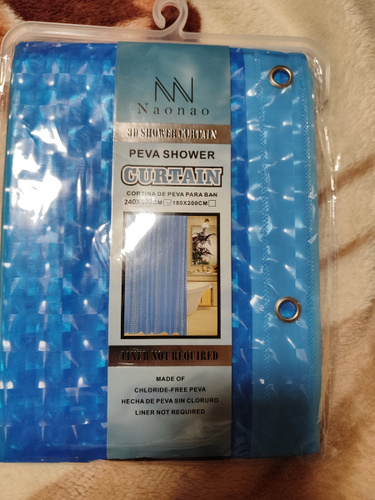 NN
Naonao
3D SHOWER CURTAIN
PEVA SHOWER
CURTAIN
CORTINA DE PEVA PARA BAN
180X200CM
LINER NOT REQUIRED
MADE OF
CHLORIDE-FREE PEVA
HECHA DE PEVA SIN CLORURO
LINER NOT REQUIRED